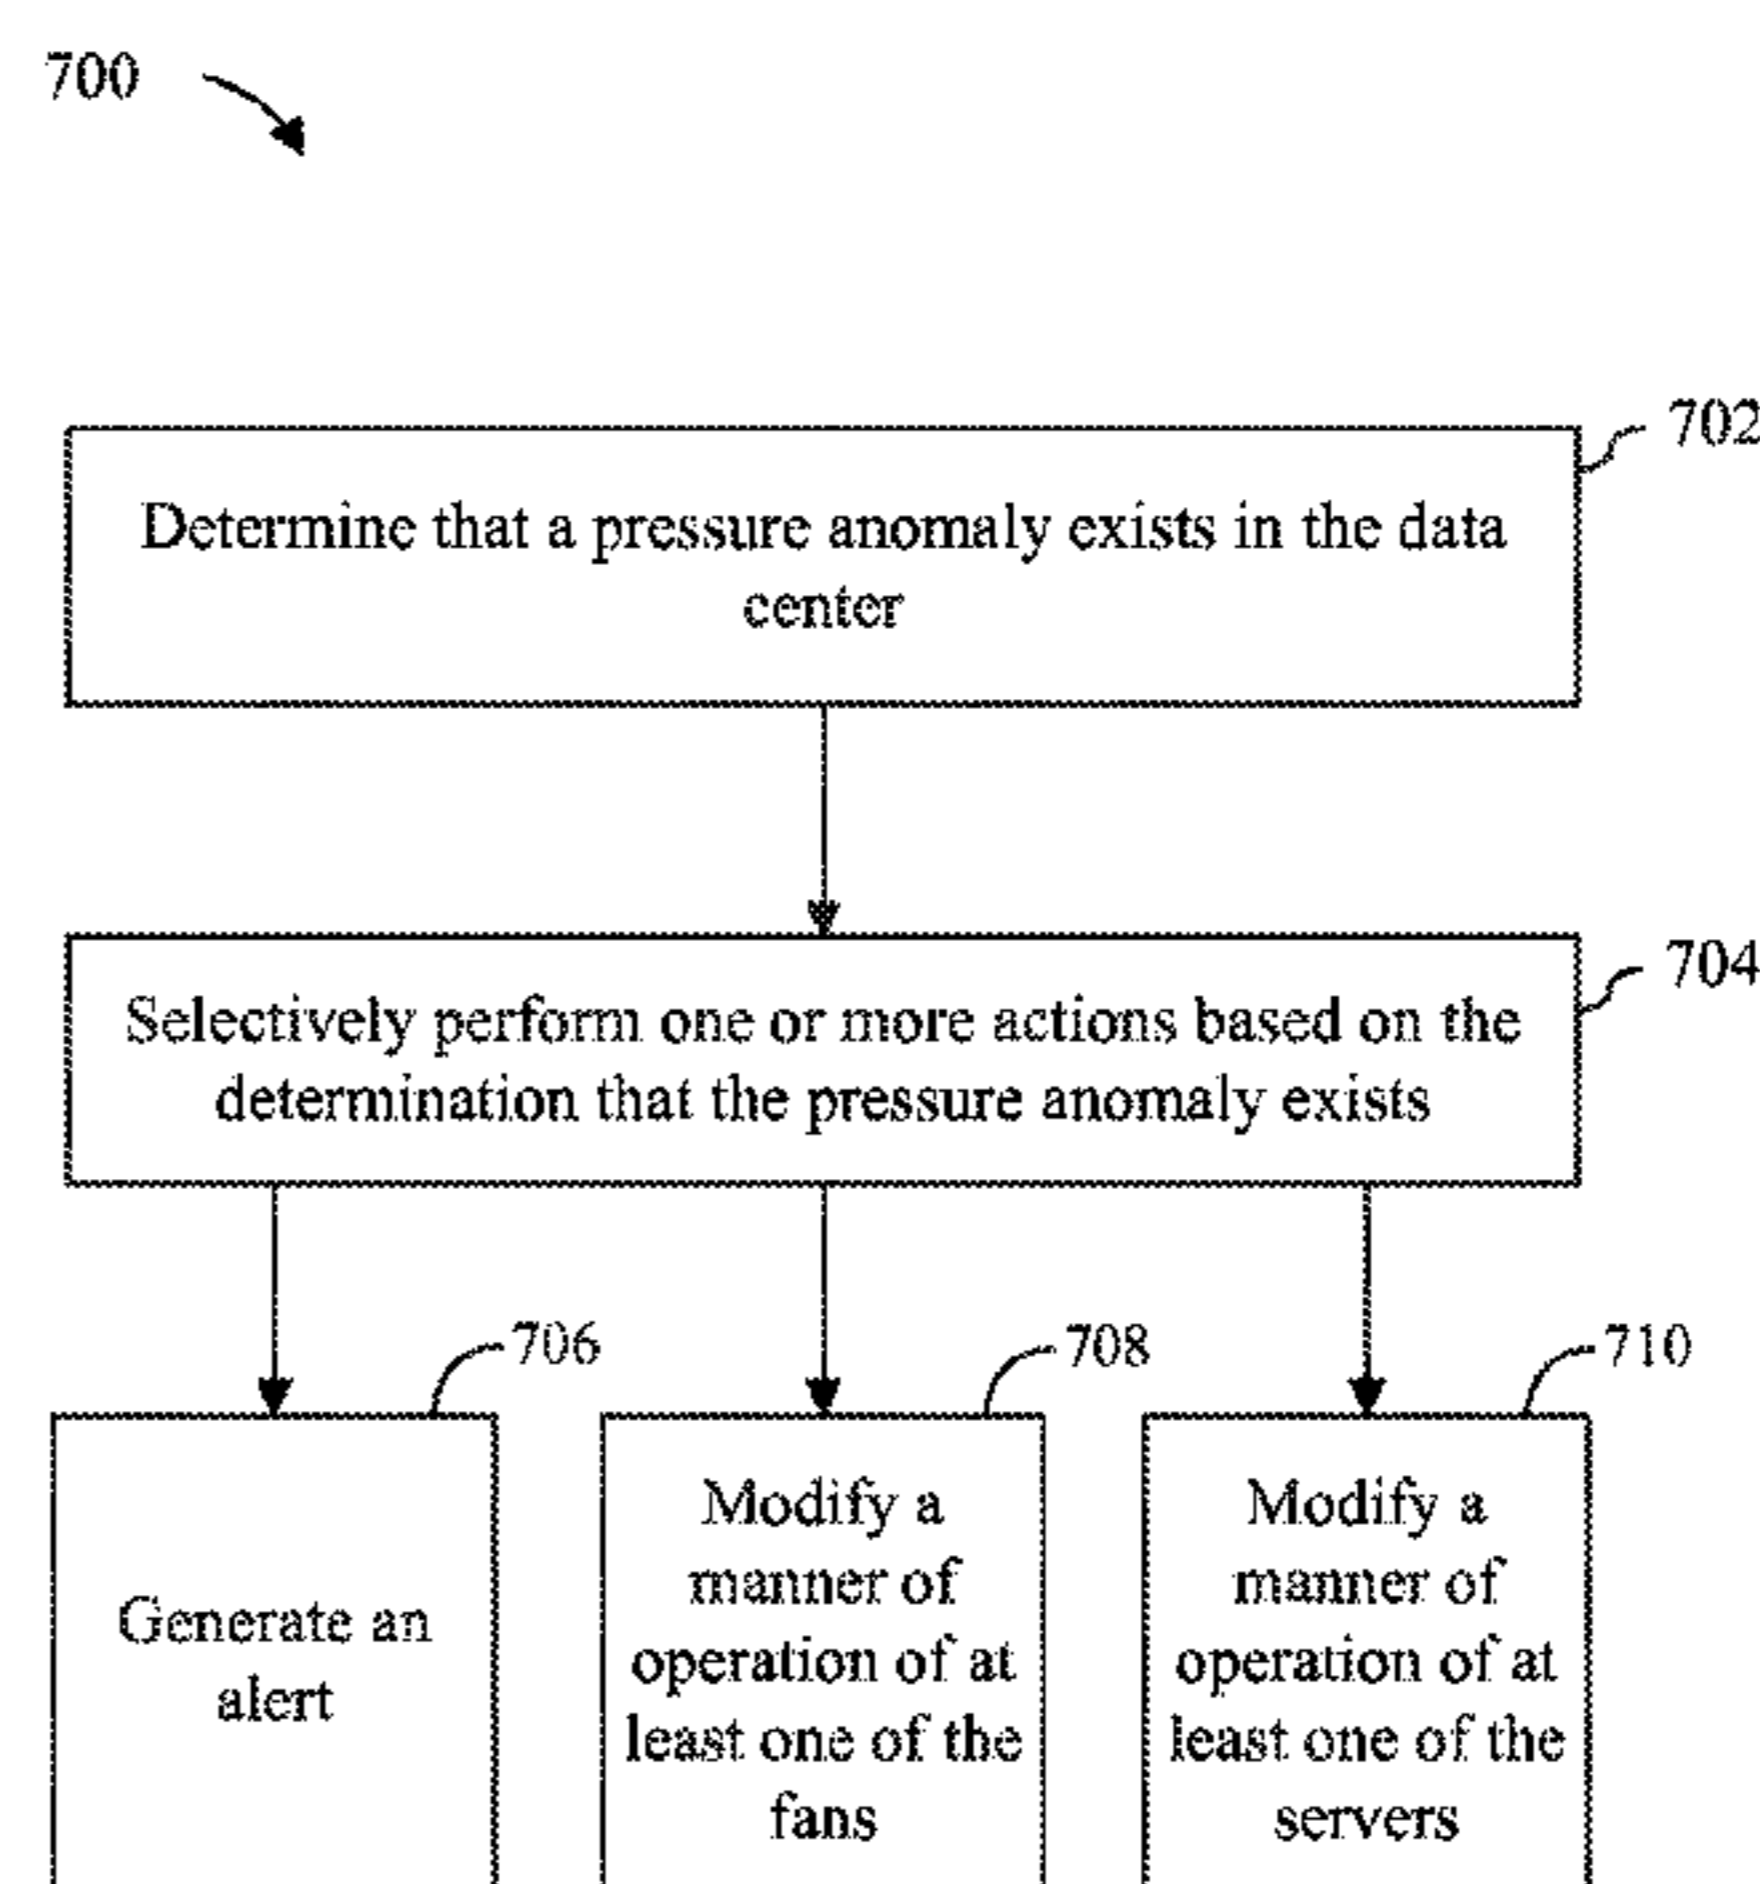 700
702
Determine that a pressure anomaly exists in the data
center
704
Selectively perform one or more actions based on the
determination that the pressure anomaly exists
706
708
710
Generate an
alert
Modify a
manner of
operation of at
least one of the
fans
Modify a
manner of
operation of at
least one of the
servers